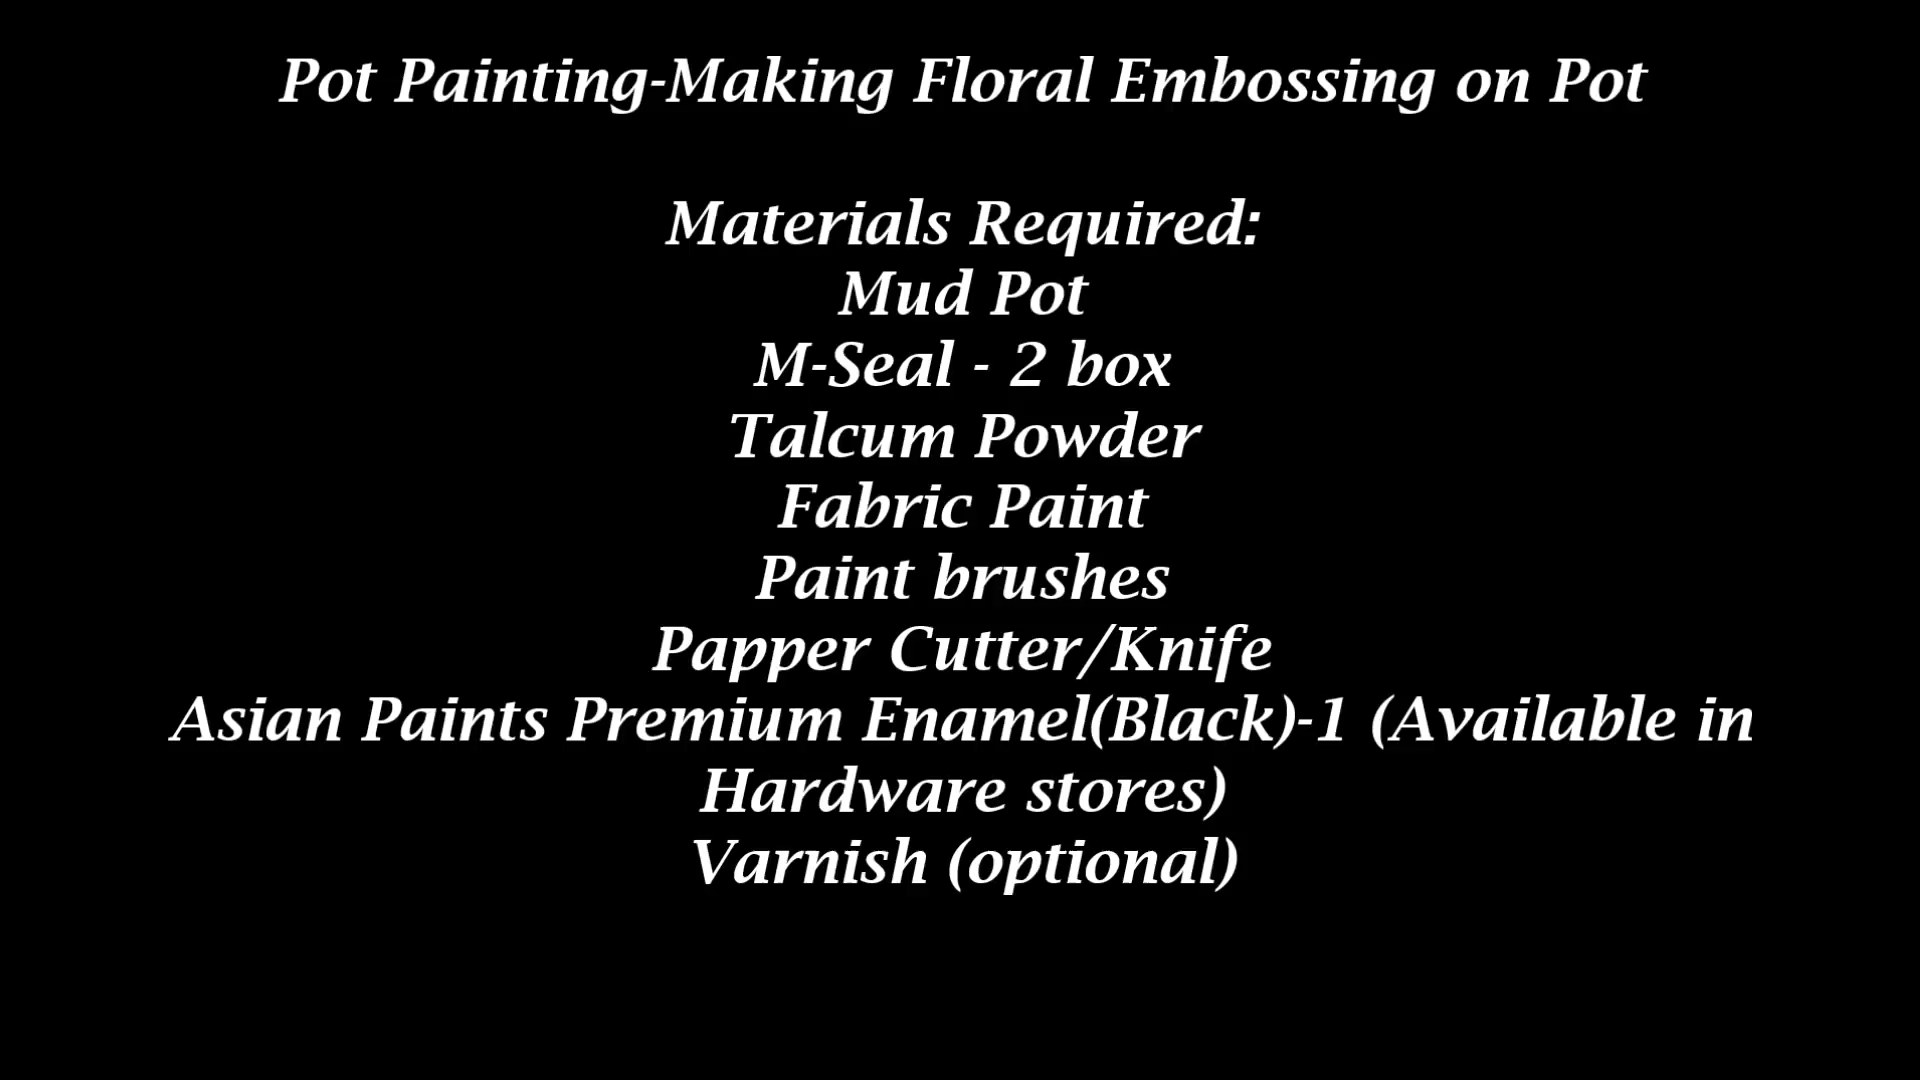 Pot Painting-Making Floral Embossing on Pot
Materials Required:
Mud Pot
M-Seal - 2 box
Talcum Powder
Fabric Paint
Paint brushes
Papper Cutter/Knife
Asian Paints Premium Enamel(Black)-1 (Available in
Hardware stores)
Varnish (optional)